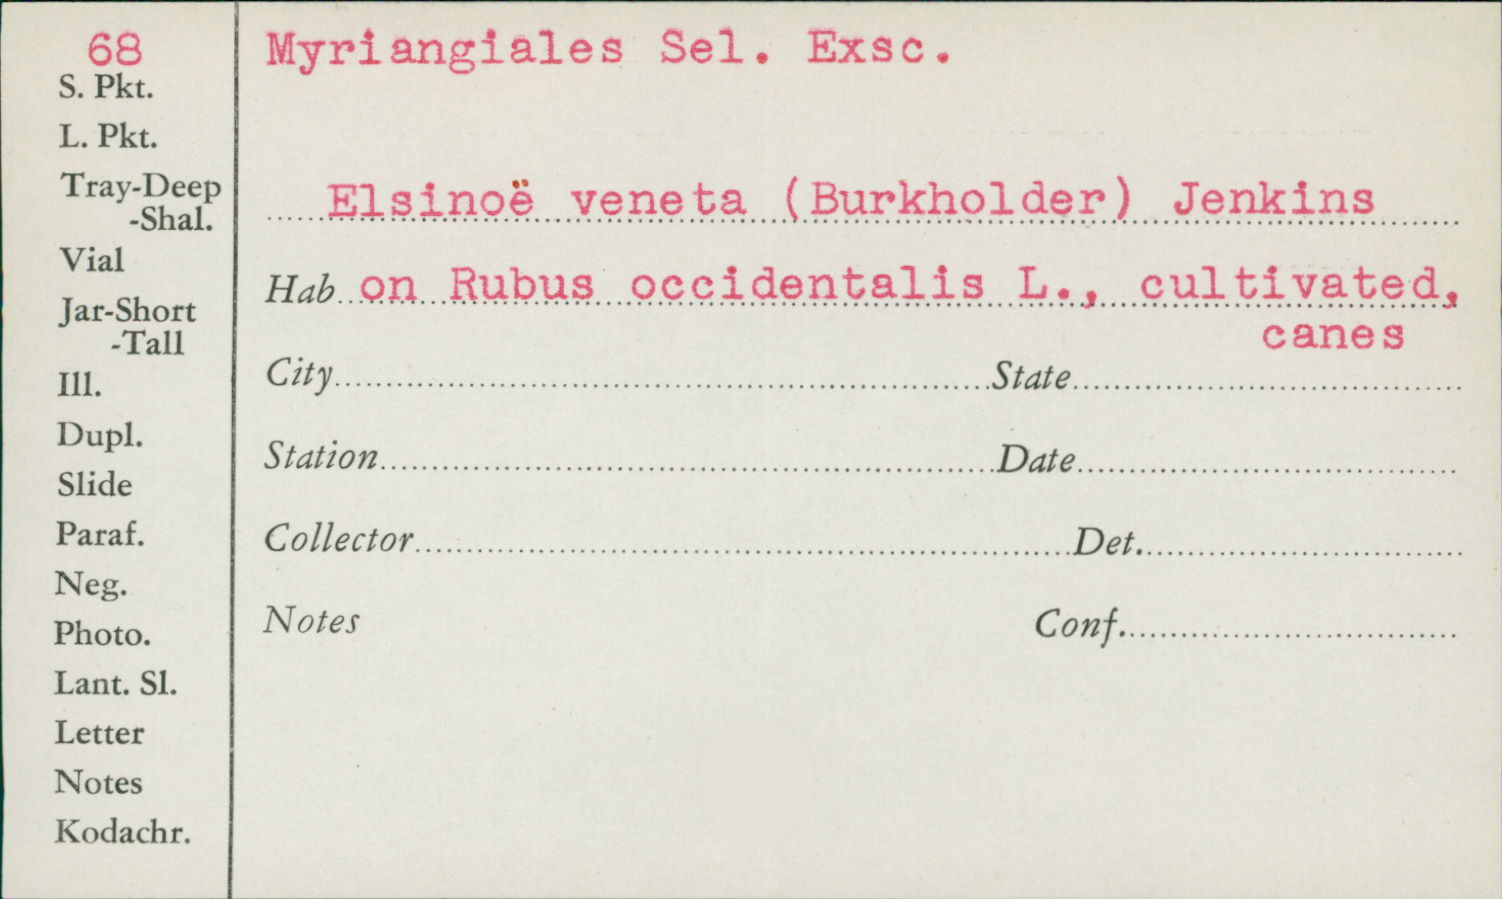 68
S. Pkt.
L. Pkt.
Tray-Deep
-Shal.
Vial
Jar-Short
-Tall
Ill.
Dupl.
Slide
Paraf.
Neg.
Photo.
Lant. Sl.
Letter
Notes
Kodachr.
Myriangiales Sel. Exsc.
Elsinoë veneta (Burkholder) Jenkins
Hab on Rubus occidentalis L., cultivated,
canes
City State
Station Date
Collector Det.
Notes Conf.